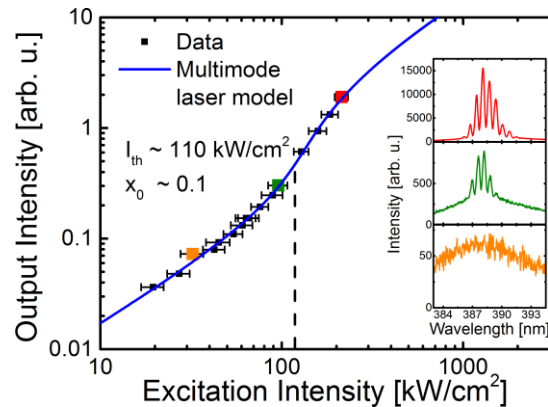 10
1
0.1
0.01
Output Intensity [arb. u.]
Data
Multimode
laser model
I_th ~ 110 kW/cm²
x₀ ~ 0.1
10
100
1000
Excitation Intensity [kW/cm²]
15000
10000
5000
0
500
0
50
0
Intensity [arb. u.]
384
387
390
393
Wavelength [nm]